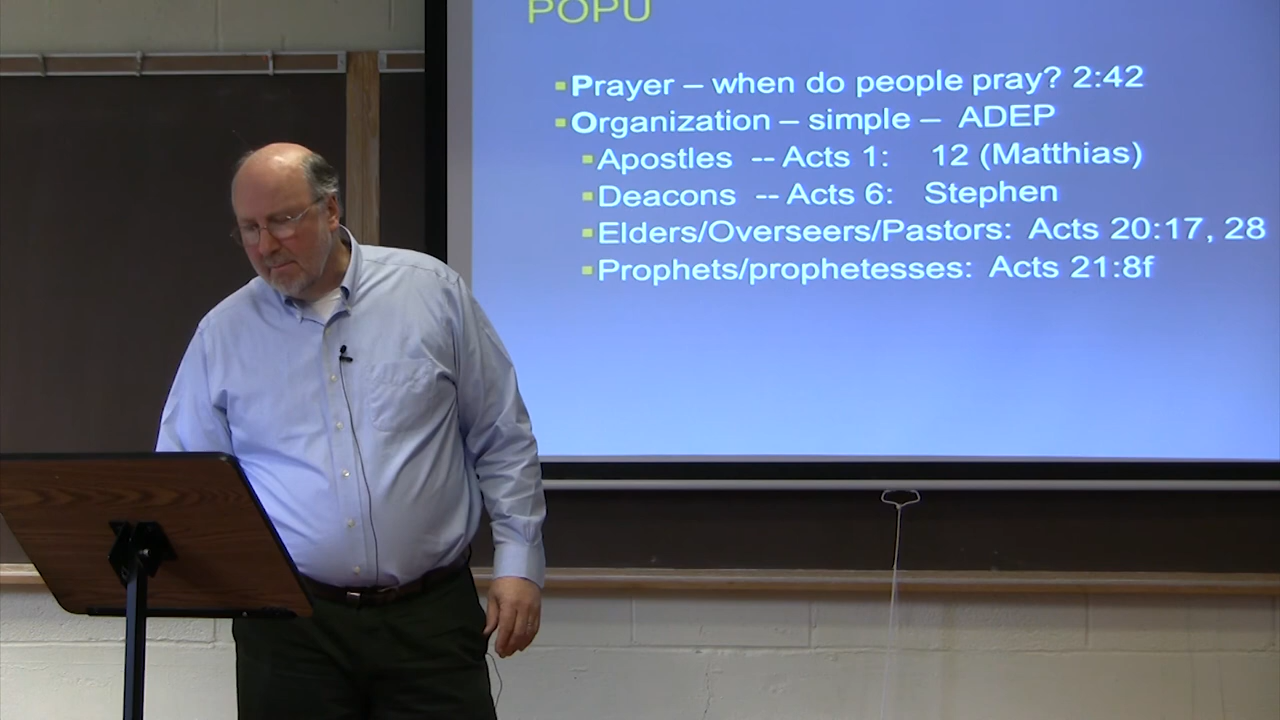 POPU
Prayer – when do people pray? 2:42
Organization – simple – ADEP
Apostles -- Acts 1: 12 (Matthias)
Deacons -- Acts 6: Stephen
Elders/Overseers/Pastors: Acts 20:17, 28
Prophets/prophetesses: Acts 21:8f